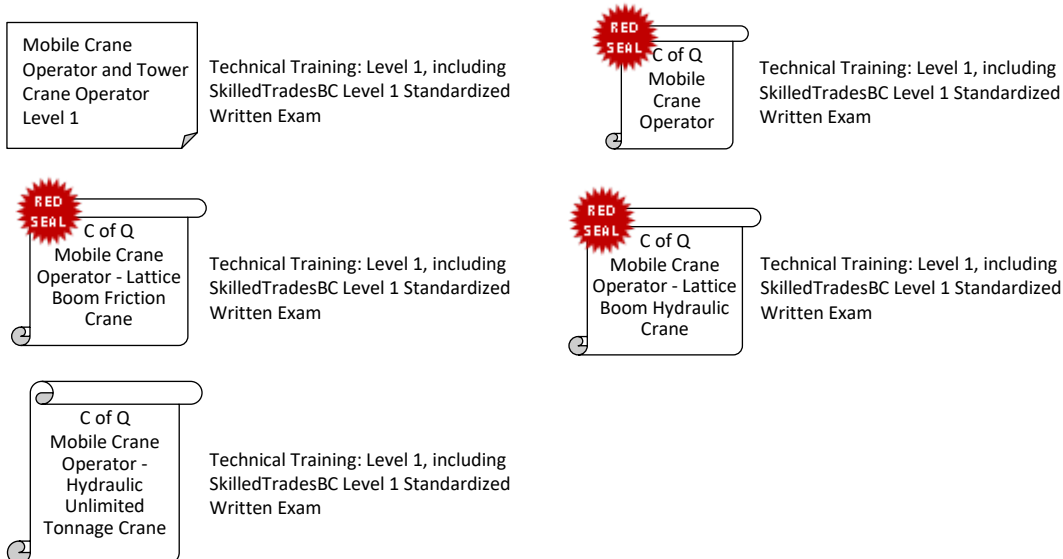 Mobile Crane
Operator and Tower
Crane Operator
Level 1
Technical Training: Level 1, including
SkilledTradesBC Level 1 Standardized
Written Exam
RED
SEAL
C of Q
Mobile
Crane
Operator
Technical Training: Level 1, including
SkilledTradesBC Level 1 Standardized
Written Exam
RED
SEAL
C of Q
Mobile Crane
Operator - Lattice
Boom Friction
Crane
Technical Training: Level 1, including
SkilledTradesBC Level 1 Standardized
Written Exam
RED
SEAL
C of Q
Mobile Crane
Operator - Lattice
Boom Hydraulic
Crane
Technical Training: Level 1, including
SkilledTradesBC Level 1 Standardized
Written Exam
C of Q
Mobile Crane
Operator -
Hydraulic
Unlimited
Tonnage Crane
Technical Training: Level 1, including
SkilledTradesBC Level 1 Standardized
Written Exam